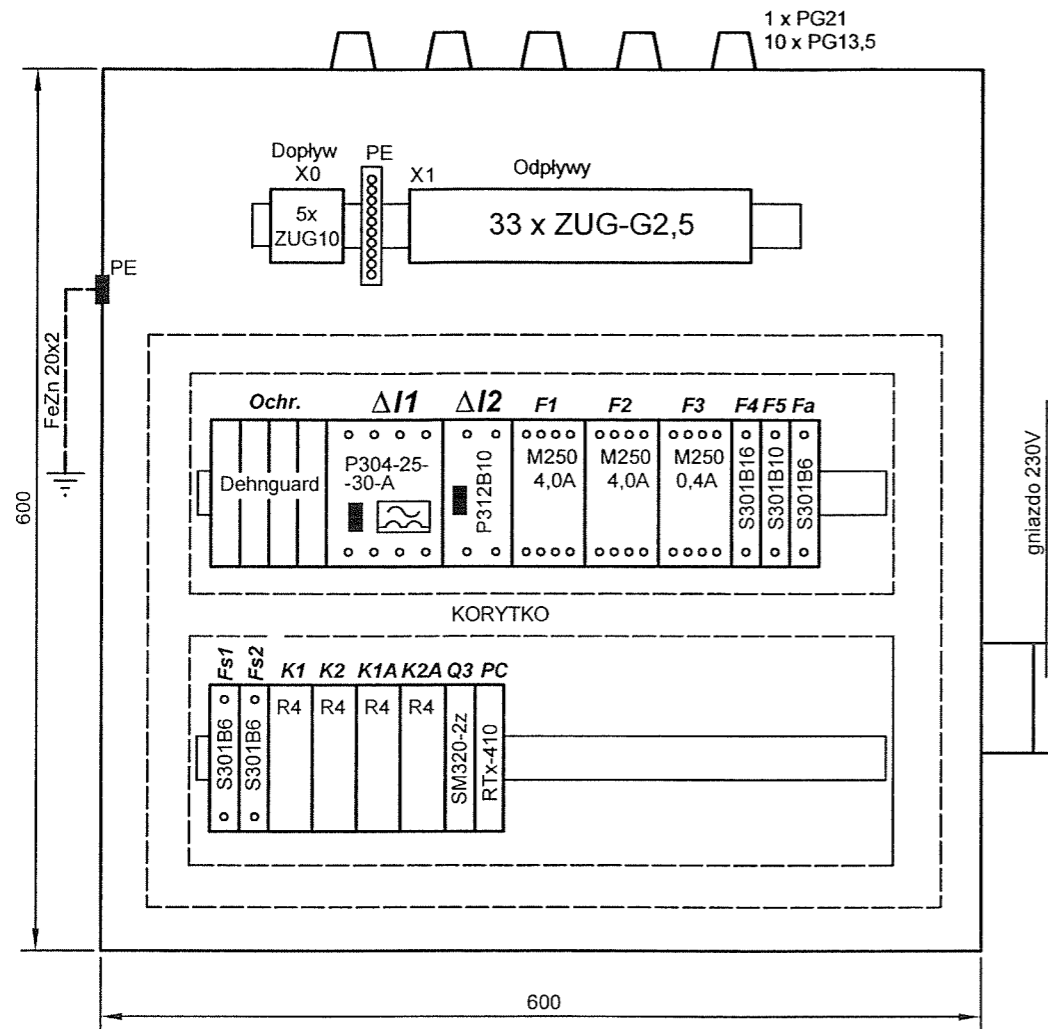 1 x PG21
10 x PG13,5
Dopływ
X0
PE
X1
Odpływy
5x
ZUG10
33 x ZUG-G2,5
PE
FeZn 20x2
600
Ochr.
ΔI1
ΔI2
F1
F2
F3
F4
F5
Fa
Dehnguard
P304-25-
-30-A
P312B10
M250
4,0A
M250
4,0A
M250
0,4A
S301B16
S301B10
S301B6
gniazdo 230V
KORYTKO
Fs1
Fs2
K1
K2
K1A
K2A
Q3
PC
S301B6
S301B6
R4
R4
R4
R4
SM320-2z
RTx-410
600